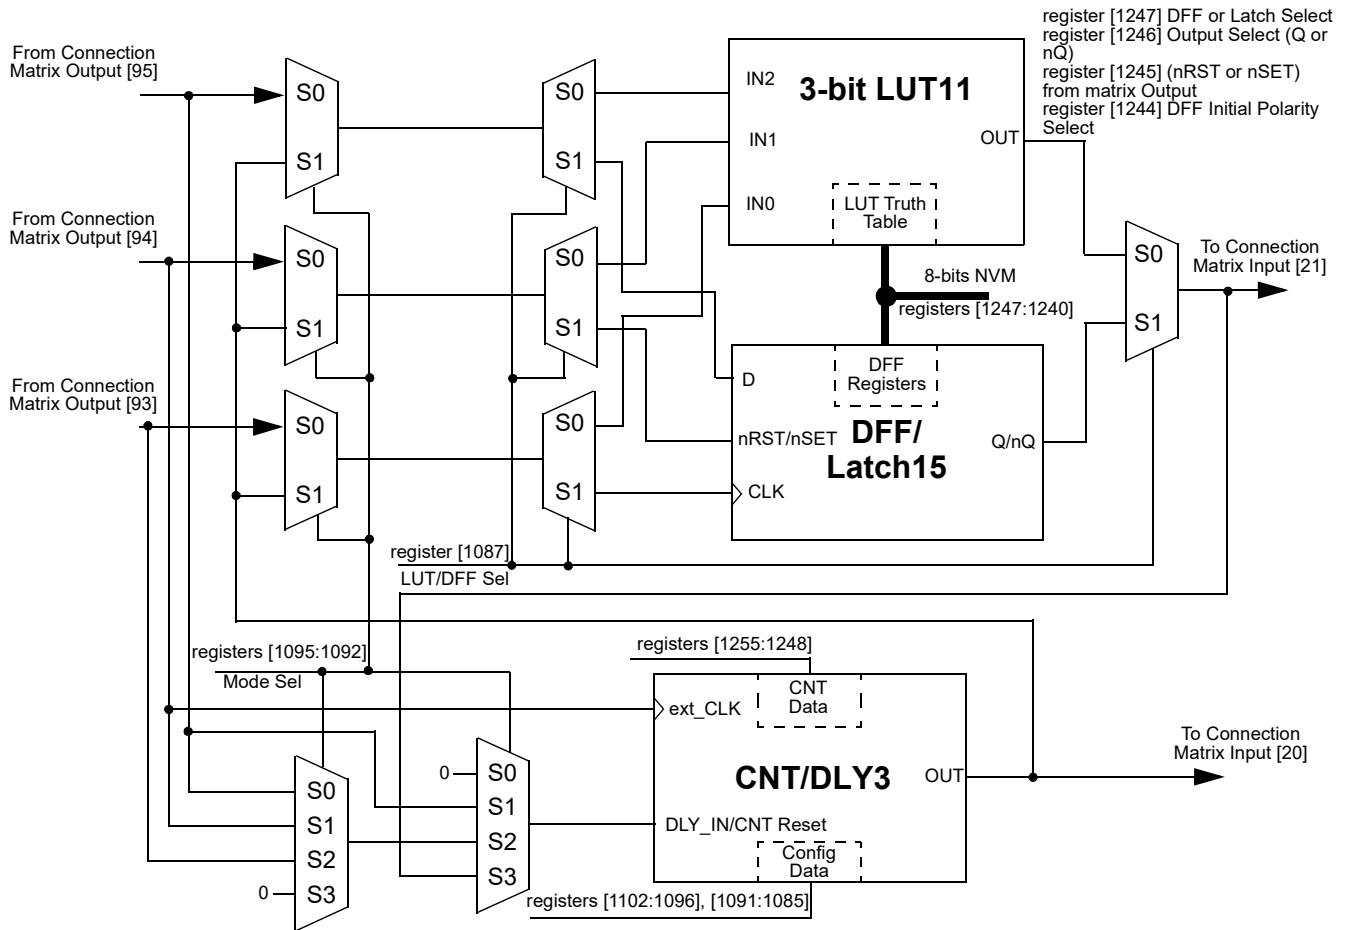 register [1247] DFF or Latch Select
register [1246] Output Select (Q or
nQ)
register [1245] (nRST or nSET)
from matrix Output
register [1244] DFF Initial Polarity
Select
From Connection
Matrix Output [95]
S0
S1
S0
S1
IN2
3-bit LUT11
IN1
OUT
IN0
LUT Truth
Table
From Connection
Matrix Output [94]
S0
S1
S0
S1
8-bits NVM
registers [1247:1240]
S0
S1
To Connection
Matrix Input [21]
From Connection
Matrix Output [93]
S0
S1
S0
S1
DFF
Registers
D
nRST/nSET
DFF/
Latch15
Q/nQ
CLK
register [1087]
LUT/DFF Sel
registers [1095:1092]
Mode Sel
registers [1255:1248]
CNT
Data
ext_CLK
CNT/DLY3
OUT
To Connection
Matrix Input [20]
DLY_IN/CNT Reset
Config
Data
S0
S1
S2
0
S3
0
S0
S1
S2
S3
registers [1102:1096], [1091:1085]